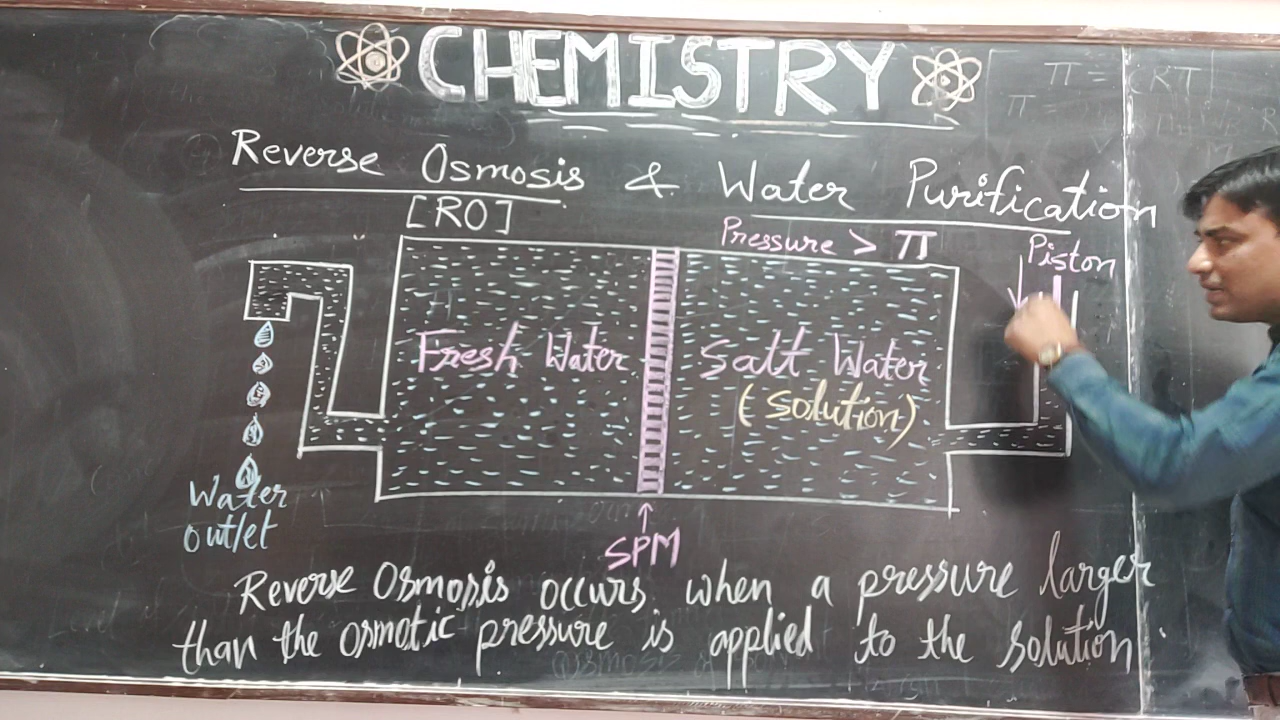 CHEMISTRY
Reverse Osmosis & Water Purification
[RO]
Pressure > π
Piston
Fresh Water
Salt Water
(solution)
Water
outlet
SPM
Reverse Osmosis occurs when a pressure larger
than the osmotic pressure is applied to the solution.
π = CRT